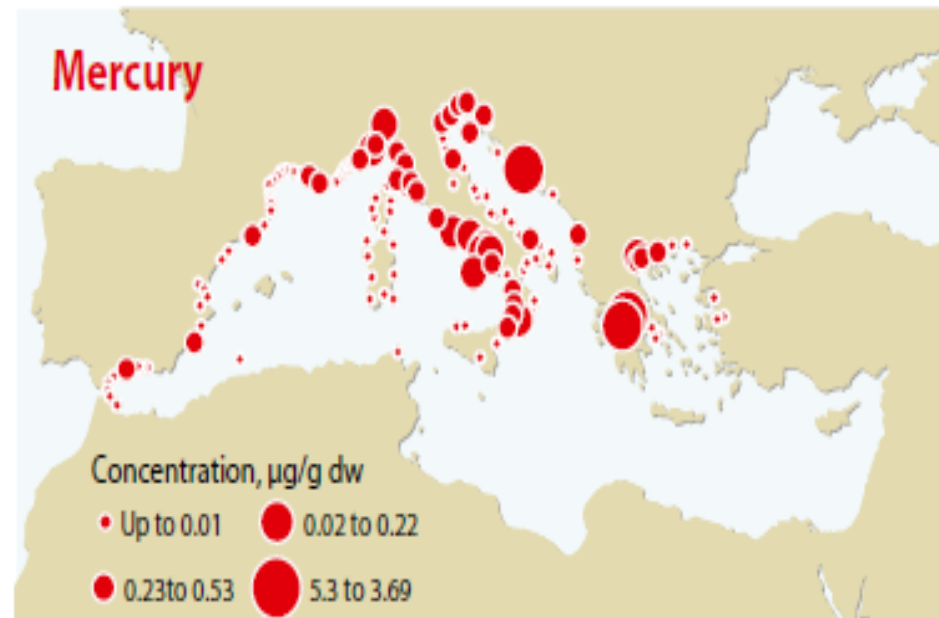 Mercury
Concentration, µg/g dw
Up to 0.01
0.02 to 0.22
0.23to 0.53
5.3 to 3.69